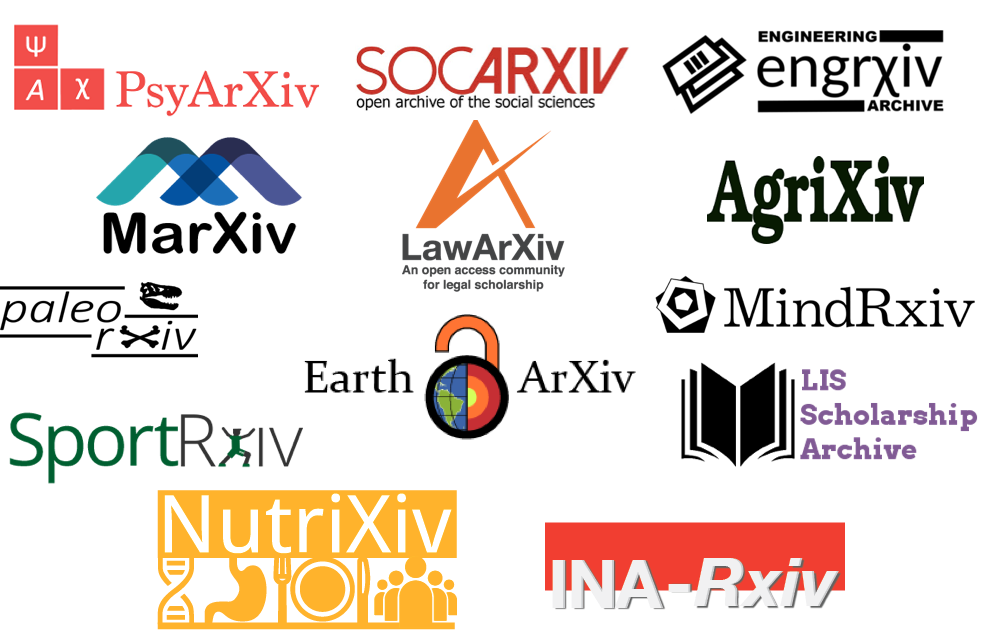 Ψ
A χ PsyArXiv
SOCARXIV
open archive of the social sciences
ENGINEERING
engrχiv
ARCHIVE
MarXiv
LawArXiv
An open access community
for legal scholarship
AgriXiv
paleo
rxiv
MindRxiv
Earth ArXiv
SportRxiv
LIS
Scholarship
Archive
NutriXiv
INA-Rxiv